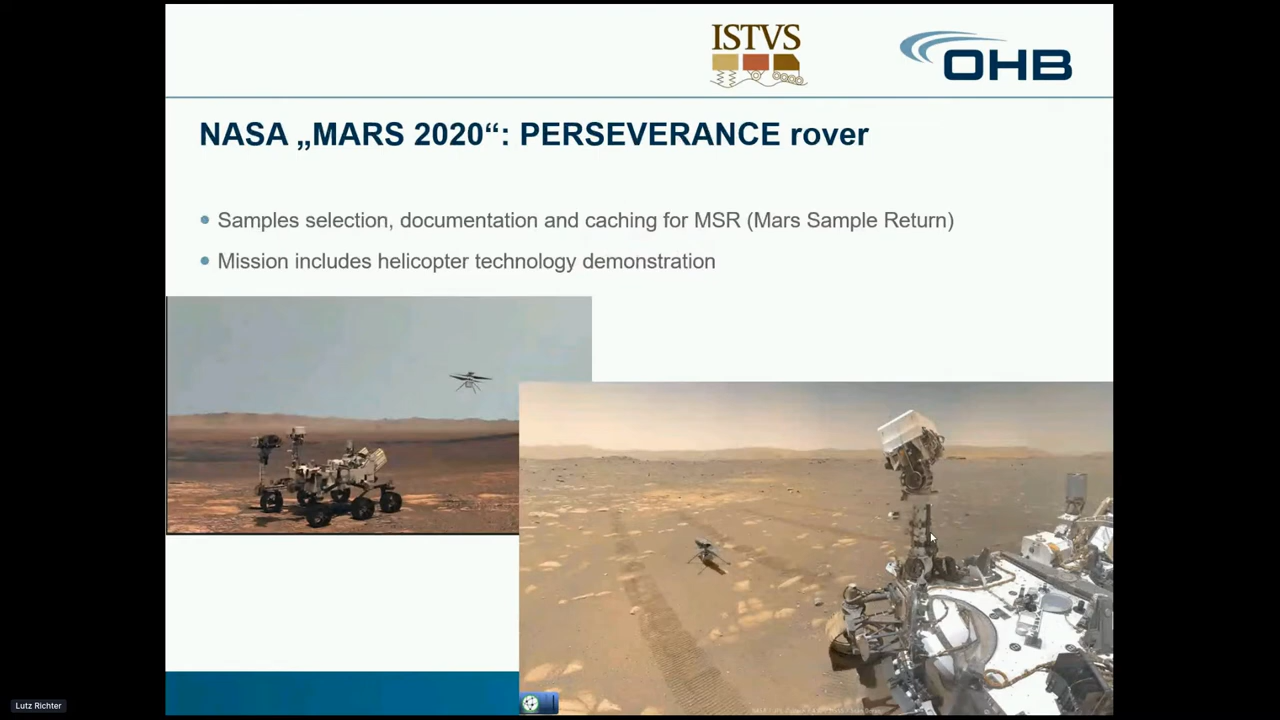 ISTVS
OHB
NASA „MARS 2020“: PERSEVERANCE rover
Samples selection, documentation and caching for MSR (Mars Sample Return)
Mission includes helicopter technology demonstration
Lutz Richter